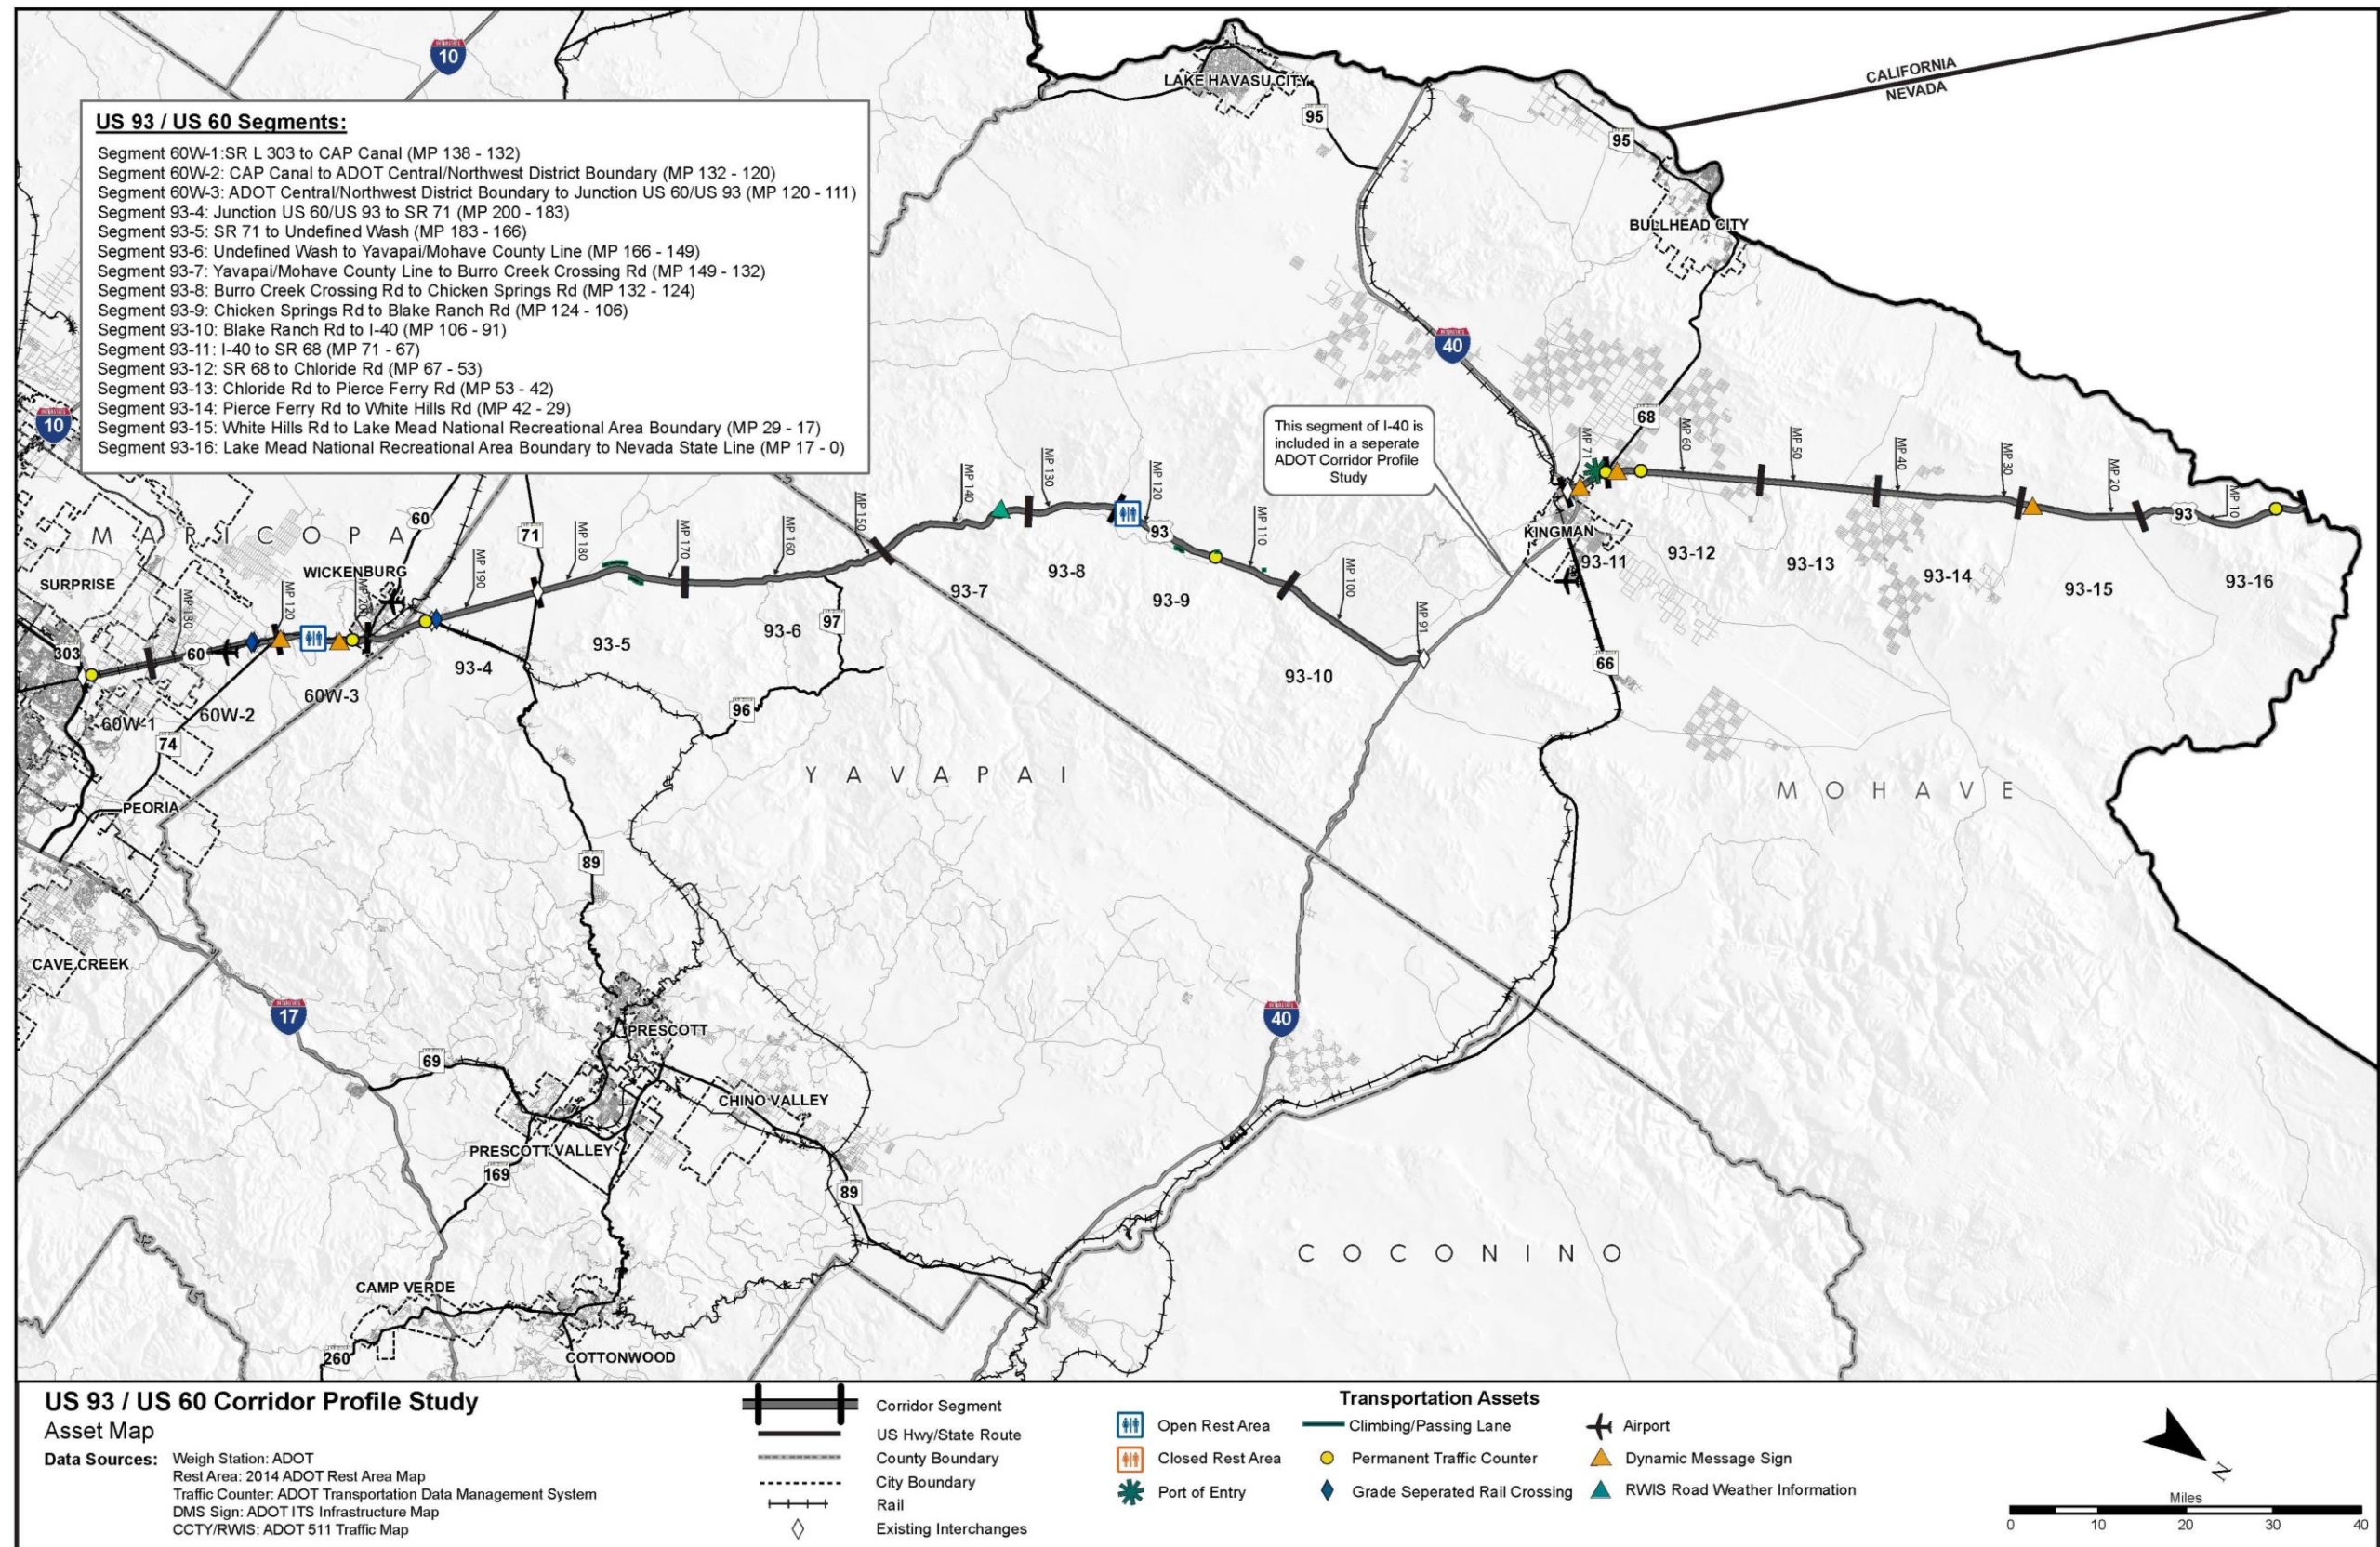 10
CALIFORNIA
NEVADA
LAKE HAVASU CITY
95
95
US 93 / US 60 Segments:
Segment 60W-1:SR L 303 to CAP Canal (MP 138 - 132)
Segment 60W-2: CAP Canal to ADOT Central/Northwest District Boundary (MP 132 - 120)
Segment 60W-3: ADOT Central/Northwest District Boundary to Junction US 60/US 93 (MP 120 - 111)
Segment 93-4: Junction US 60/US 93 to SR 71 (MP 200 - 183)
Segment 93-5: SR 71 to Undefined Wash (MP 183 - 166)
Segment 93-6: Undefined Wash to Yavapai/Mohave County Line (MP 166 - 149)
Segment 93-7: Yavapai/Mohave County Line to Burro Creek Crossing Rd (MP 149 - 132)
Segment 93-8: Burro Creek Crossing Rd to Chicken Springs Rd (MP 132 - 124)
Segment 93-9: Chicken Springs Rd to Blake Ranch Rd (MP 124 - 106)
Segment 93-10: Blake Ranch Rd to I-40 (MP 106 - 91)
Segment 93-11: I-40 to SR 68 (MP 71 - 67)
Segment 93-12: SR 68 to Chloride Rd (MP 67 - 53)
Segment 93-13: Chloride Rd to Pierce Ferry Rd (MP 53 - 42)
Segment 93-14: Pierce Ferry Rd to White Hills Rd (MP 42 - 29)
Segment 93-15: White Hills Rd to Lake Mead National Recreational Area Boundary (MP 29 - 17)
Segment 93-16: Lake Mead National Recreational Area Boundary to Nevada State Line (MP 17 - 0)
BULLHEAD CITY
40
10
68
This segment of I-40 is
included in a seperate
ADOT Corridor Profile
Study
MP 71
MP 60
MP 50
MP 40
MP 30
MP 20
MP 10
MP 150
MP 140
MP 130
MP 120
MP 110
MP 100
MP 91
93
93
MARICOPA
60
71
MP 180
MP 170
MP 160
MP 190
WICKENBURG
SURPRISE
MP 130
MP 120
KINGMAN
93-11
93-12
93-13
93-14
93-15
93-16
93-7
93-8
93-9
93-10
303
60
93-4
93-5
93-6
97
66
60W-1
60W-2
60W-3
74
96
YAVAPAI
MOHAVE
PEORIA
89
CAVE CREEK
17
40
PRESCOTT
69
CHINO VALLEY
PRESCOTT VALLEY
169
89
COCONINO
CAMP VERDE
260
COTTONWOOD
US 93 / US 60 Corridor Profile Study
Asset Map
Data Sources: Weigh Station: ADOT
Rest Area: 2014 ADOT Rest Area Map
Traffic Counter: ADOT Transportation Data Management System
DMS Sign: ADOT ITS Infrastructure Map
CCTY/RWIS: ADOT 511 Traffic Map
Corridor Segment
US Hwy/State Route
County Boundary
City Boundary
Rail
Existing Interchanges
Transportation Assets
Open Rest Area
Closed Rest Area
Port of Entry
Climbing/Passing Lane
Permanent Traffic Counter
Grade Seperated Rail Crossing
Airport
Dynamic Message Sign
RWIS Road Weather Information
N
Miles
0 10 20 30 40